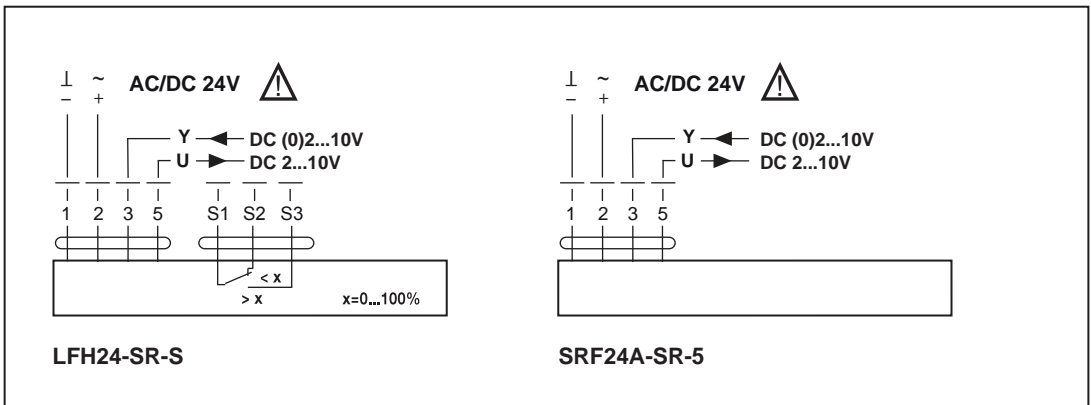 ⊥ ~ AC/DC 24V
– +
Y DC (0)2...10V
U DC 2...10V
1 2 3 5 S1 S2 S3
< x
> x x=0...100%
LFH24-SR-S
⊥ ~ AC/DC 24V
– +
Y DC (0)2...10V
U DC 2...10V
1 2 3 5
SRF24A-SR-5